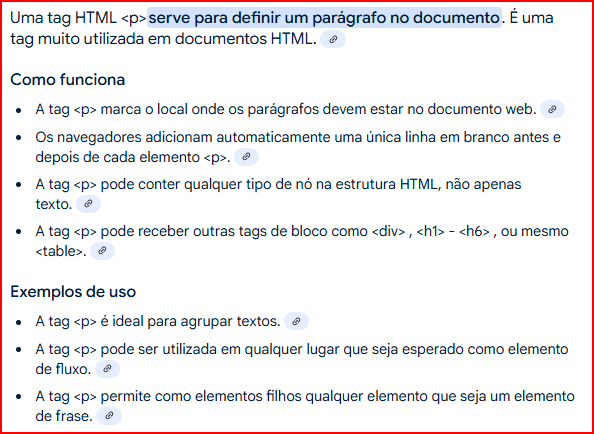 Uma tag HTML <p> serve para definir um parágrafo no documento. É uma
tag muito utilizada em documentos HTML.
Como funciona
• A tag <p> marca o local onde os parágrafos devem estar no documento web.
• Os navegadores adicionam automaticamente uma única linha em branco antes e
depois de cada elemento <p>.
• A tag <p> pode conter qualquer tipo de nó na estrutura HTML, não apenas
texto.
• A tag <p> pode receber outras tags de bloco como <div> , <h1> - <h6> , ou mesmo
<table>.
Exemplos de uso
• A tag <p> é ideal para agrupar textos.
• A tag <p> pode ser utilizada em qualquer lugar que seja esperado como elemento
de fluxo.
• A tag <p> permite como elementos filhos qualquer elemento que seja um elemento
de frase.